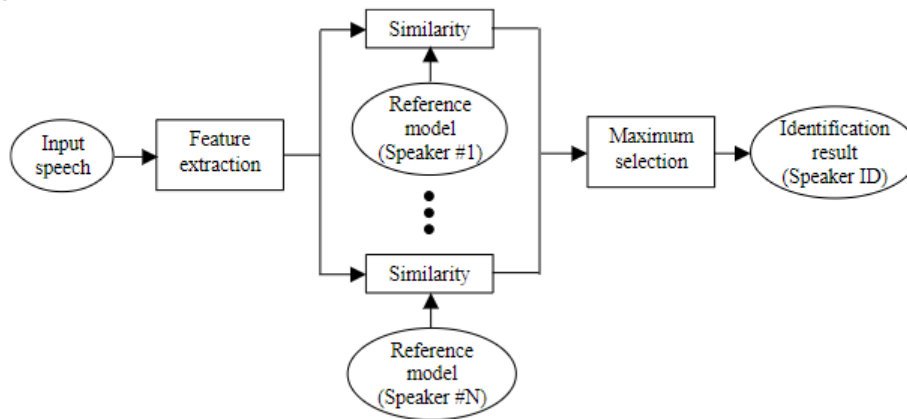 Similarity
Reference
model
(Speaker #1)
Input
speech
Feature
extraction
Maximum
selection
Identification
result
(Speaker ID)
Similarity
Reference
model
(Speaker #N)